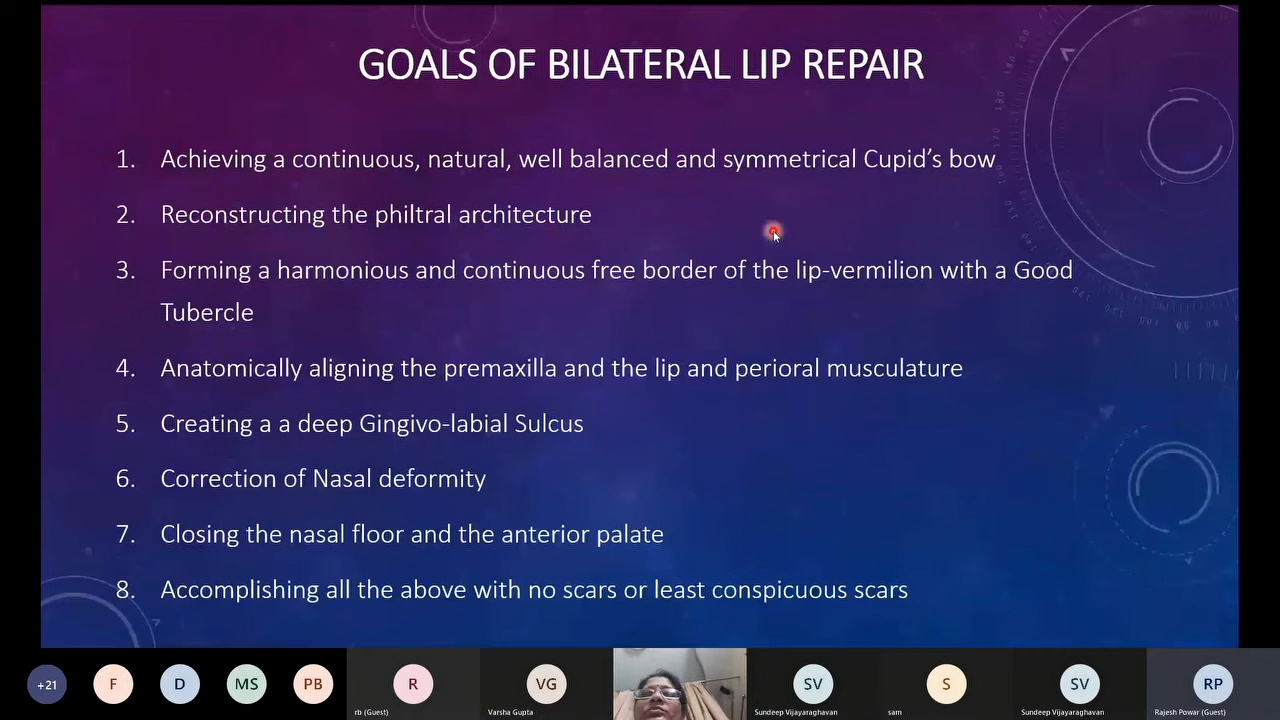 GOALS OF BILATERAL LIP REPAIR
1. Achieving a continuous, natural, well balanced and symmetrical Cupid's bow
2. Reconstructing the philtral architecture
3. Forming a harmonious and continuous free border of the lip-vermilion with a Good
Tubercle
4. Anatomically aligning the premaxilla and the lip and perioral musculature
5. Creating a a deep Gingivo-labial Sulcus
6. Correction of Nasal deformity
7. Closing the nasal floor and the anterior palate
8. Accomplishing all the above with no scars or least conspicuous scars
+21 F D MS PB R VG SV S SV RP
rb (Guest) Varsha Gupta Sundeep Vijayaraghavan sam Sundeep Vijayaraghavan Rajesh Powar (Guest)